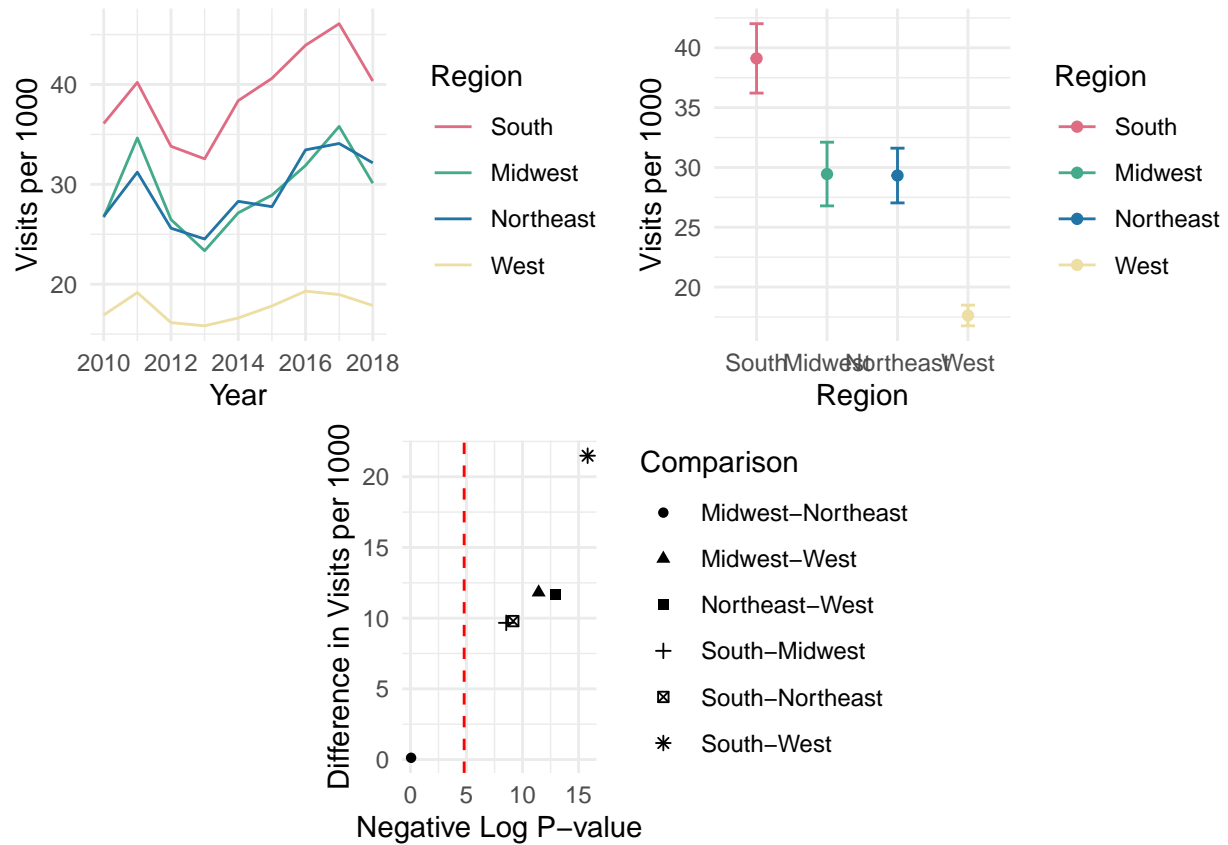 Visits per 1000
40
30
20
2010 2012 2014 2016 2018
Year
Region
South
Midwest
Northeast
West
Visits per 1000
40
35
30
25
20
South Midwest Northeast West
Region
Region
South
Midwest
Northeast
West
Difference in Visits per 1000
20
15
10
5
0
0 5 10 15
Negative Log P−value
Comparison
Midwest−Northeast
Midwest−West
Northeast−West
South−Midwest
South−Northeast
South−West